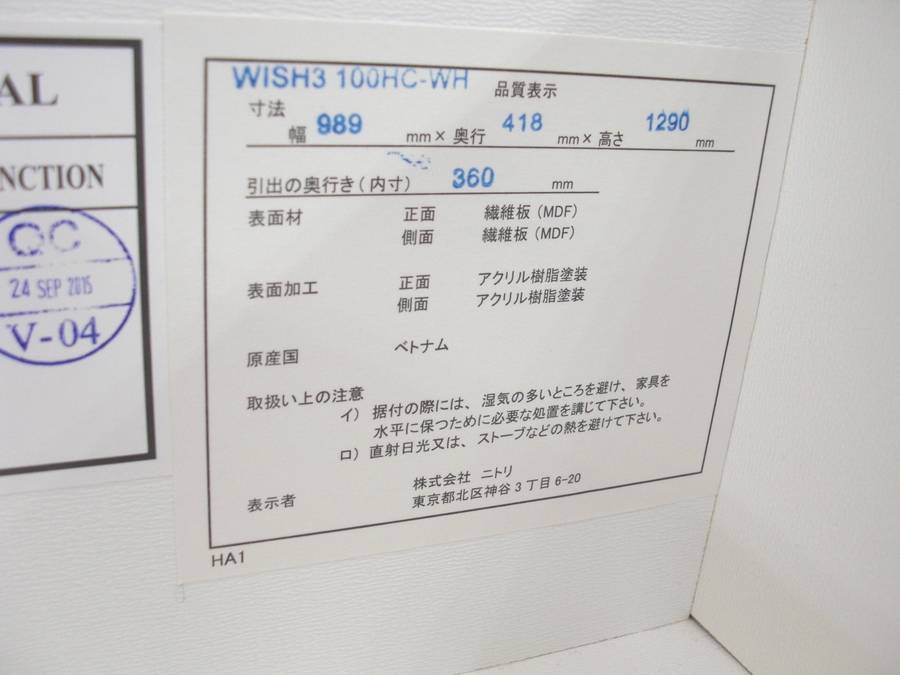 AL
NCTION
QC
24 SEP 2015
V-04
WISH3 100HC-WH 品質表示
寸法
幅 989 mm× 奥行 418 mm× 高さ 1290 mm
引出の奥行き(内寸) 360 mm
表面材 正面 繊維板 (MDF)
側面 繊維板 (MDF)
表面加工 正面 アクリル樹脂塗装
側面 アクリル樹脂塗装
原産国 ベトナム
取扱い上の注意
イ) 据付の際には、湿気の多いところを避け、家具を
水平に保つために必要な処置を講じて下さい。
ロ) 直射日光又は、ストーブなどの熱を避けて下さい。
表示者 株式会社 ニトリ
東京都北区神谷3丁目6-20
HA1